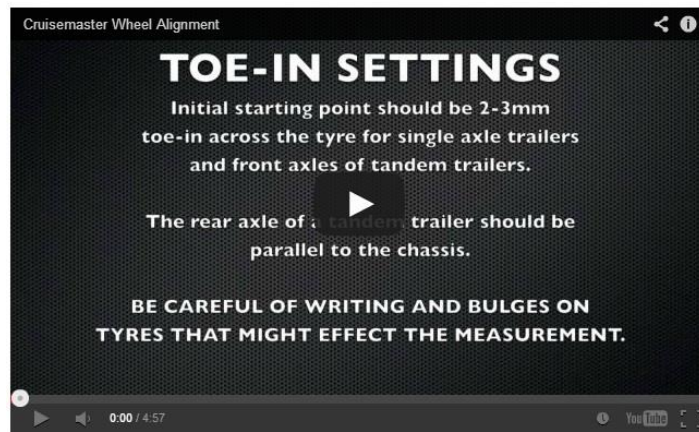 Cruisemaster Wheel Alignment
TOE-IN SETTINGS
Initial starting point should be 2-3mm
toe-in across the tyre for single axle trailers
and front axles of tandem trailers.
The rear axle of a tandem trailer should be
parallel to the chassis.
BE CAREFUL OF WRITING AND BULGES ON
TYRES THAT MIGHT EFFECT THE MEASUREMENT.
0:00 / 4:57
YouTube